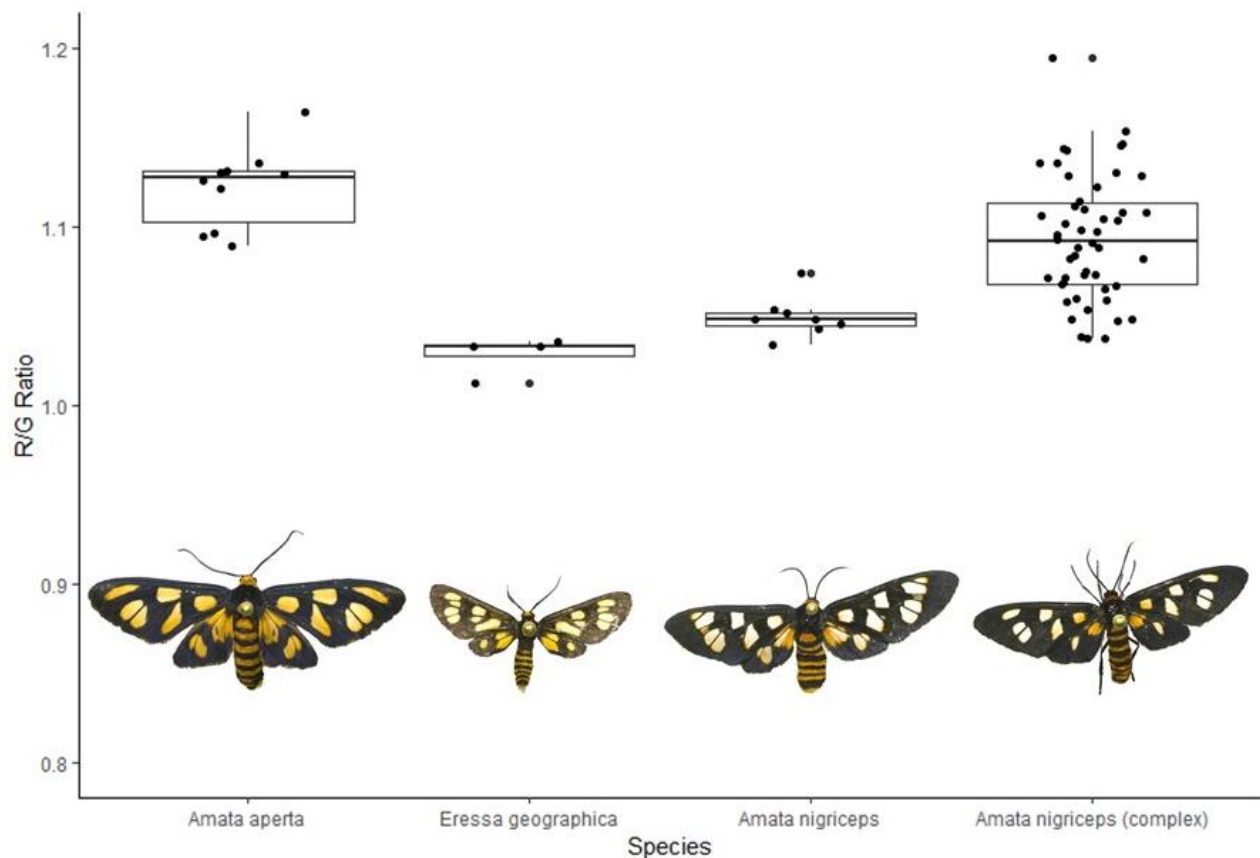 1.2
1.1
1.0
0.9
0.8
R/G Ratio
Amata aperta
Eressa geographica
Amata nigriceps
Amata nigriceps (complex)
Species